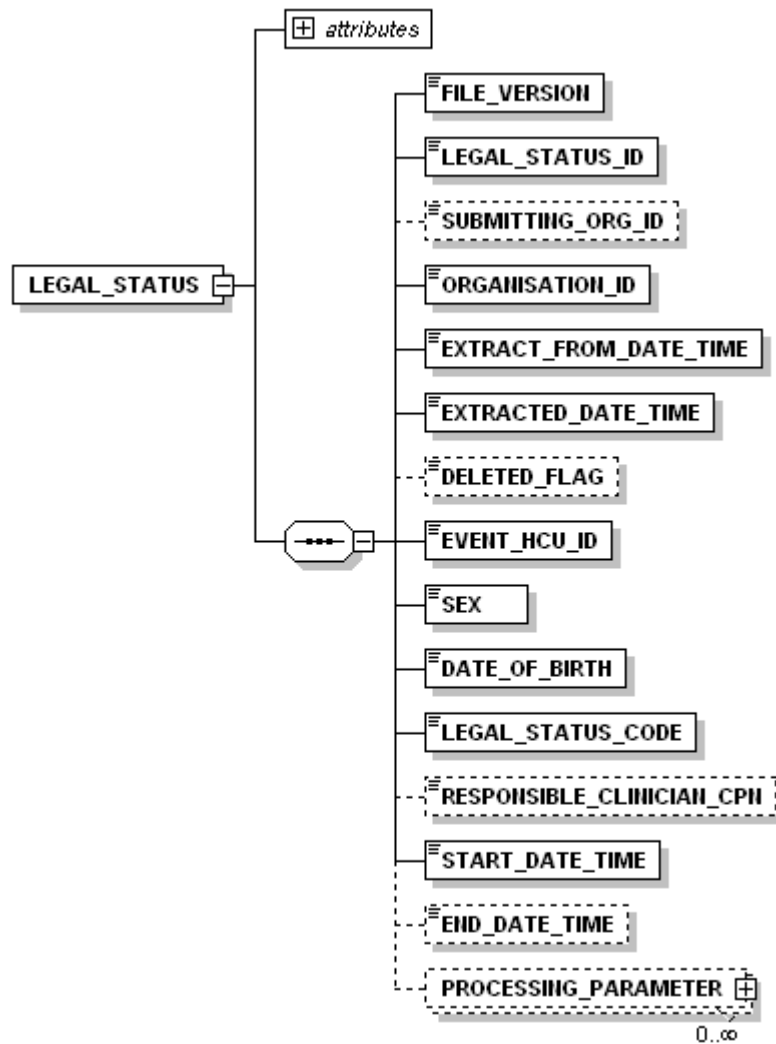 attributes
FILE_VERSION
LEGAL_STATUS_ID
SUBMITTING_ORG_ID
LEGAL_STATUS
ORGANISATION_ID
EXTRACT_FROM_DATE_TIME
EXTRACTED_DATE_TIME
DELETED_FLAG
EVENT_HCU_ID
SEX
DATE_OF_BIRTH
LEGAL_STATUS_CODE
RESPONSIBLE_CLINICIAN_CPN
START_DATE_TIME
END_DATE_TIME
PROCESSING_PARAMETER
0..∞